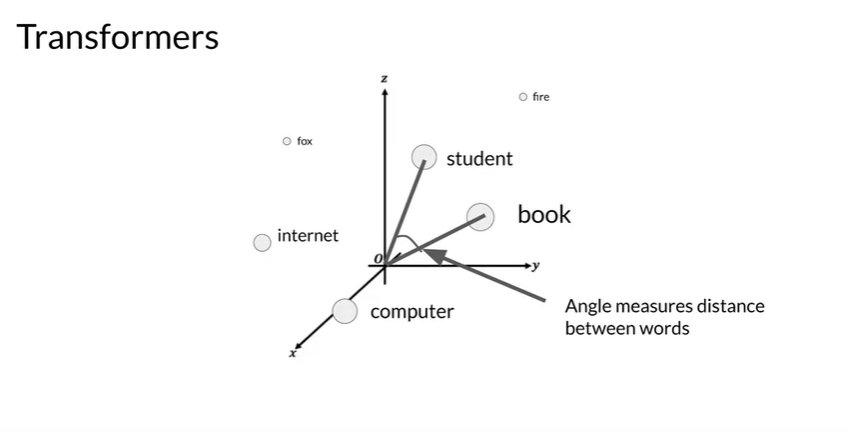 Transformers
z
fire
fox
student
book
internet
O
y
computer
Angle measures distance
between words
x